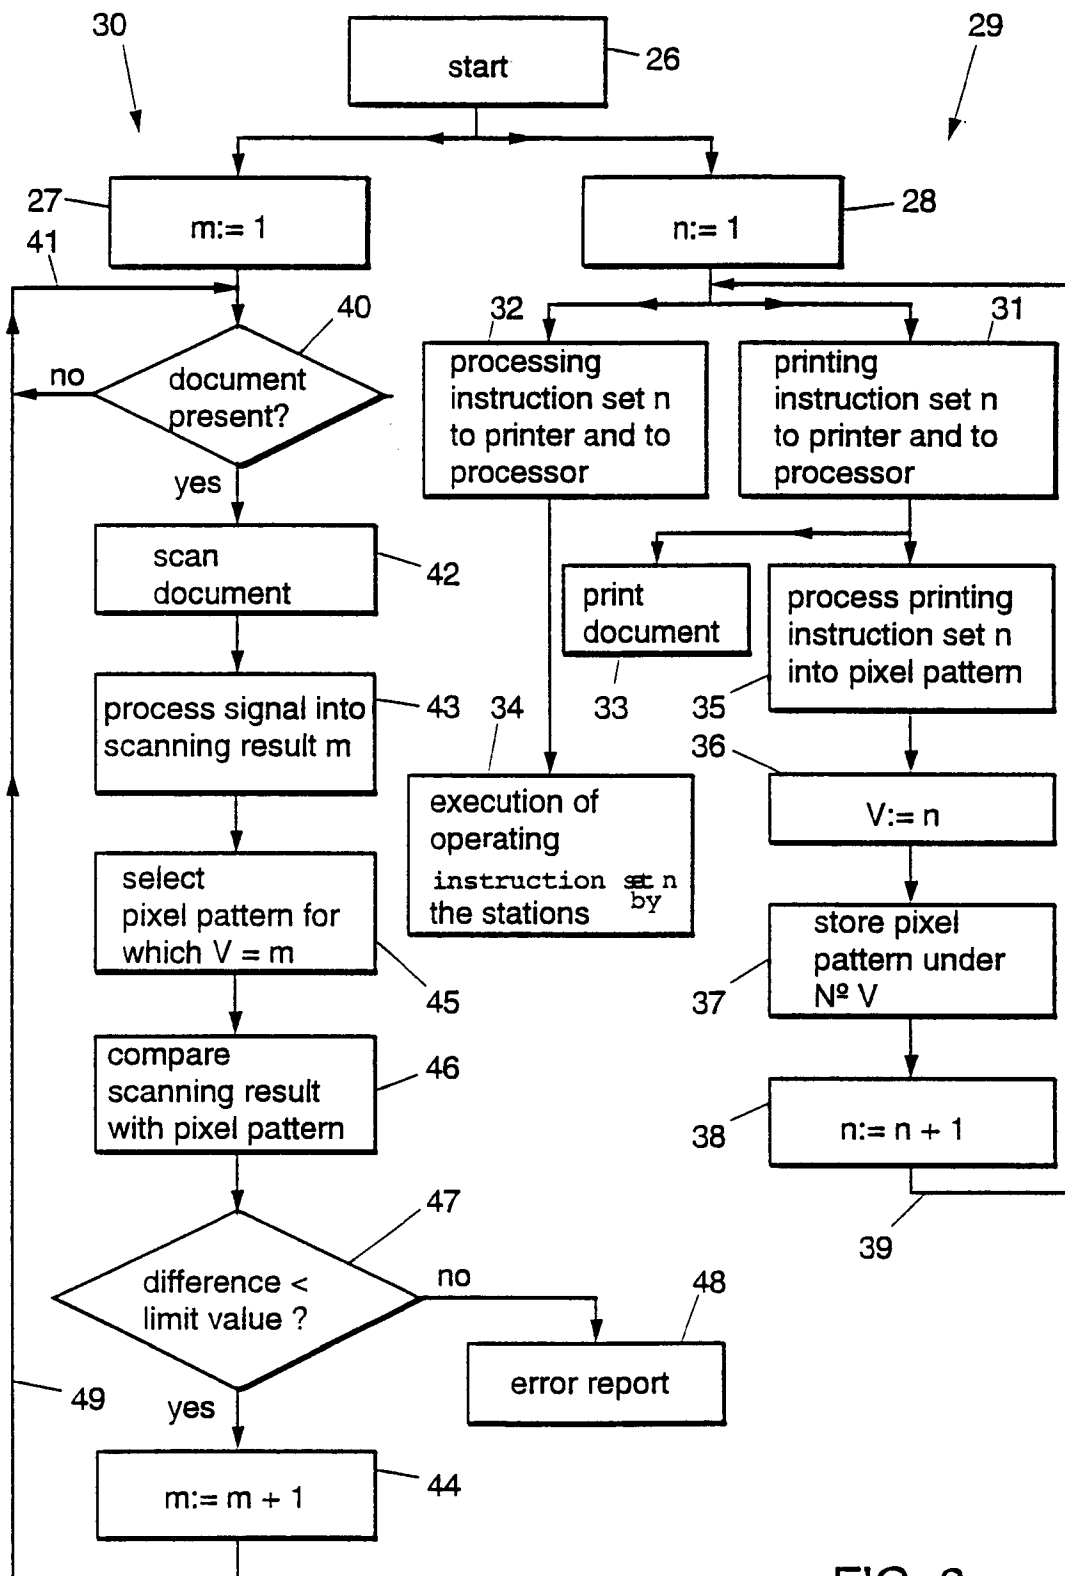 30
29
start
26
27
m:= 1
n:= 1
28
41
40
32
31
no
document
present?
processing
instruction set n
to printer and to
processor
printing
instruction set n
to printer and to
processor
yes
scan
document
42
print
document
process printing
instruction set n
into pixel pattern
process signal into
scanning result m
43
34
33
35
36
execution of
operating
instruction set n
by
the stations
V:= n
select
pixel pattern for
which V = m
45
store pixel
pattern under
Nº V
37
compare
scanning result
with pixel pattern
46
n:= n + 1
38
47
39
difference <
limit value ?
no
48
error report
49
yes
m:= m + 1
44